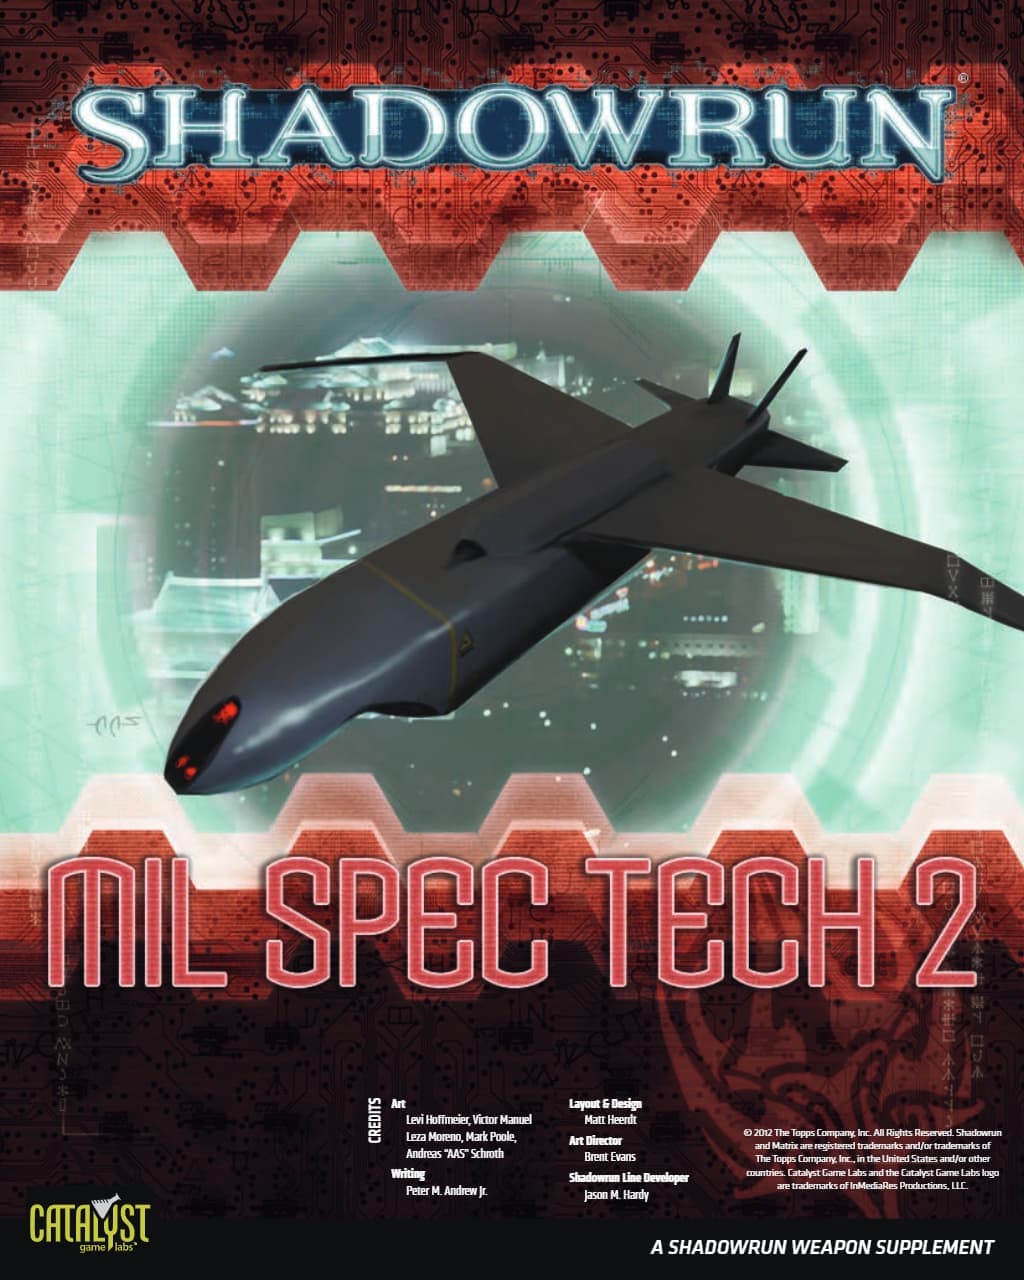 SHADOWRUN®
AAS
MIL SPEC TECH 2
CREDITS
Art
Levi Hoffmeier, Victor Manuel
Leza Moreno, Mark Poole,
Andreas "AAS" Schroth
Writing
Peter M. Andrew Jr.
Layout & Design
Matt Heerdt
Art Director
Brent Evans
Shadowrun Line Developer
Jason M. Hardy
© 2012 The Topps Company, Inc. All Rights Reserved. Shadowrun
and Matrix are registered trademarks and/or trademarks of
The Topps Company, Inc., in the United States and/or other
countries. Catalyst Game Labs and the Catalyst Game Labs logo
are trademarks of InMediaRes Productions, LLC.
CATALYST
game labs™
A SHADOWRUN WEAPON SUPPLEMENT